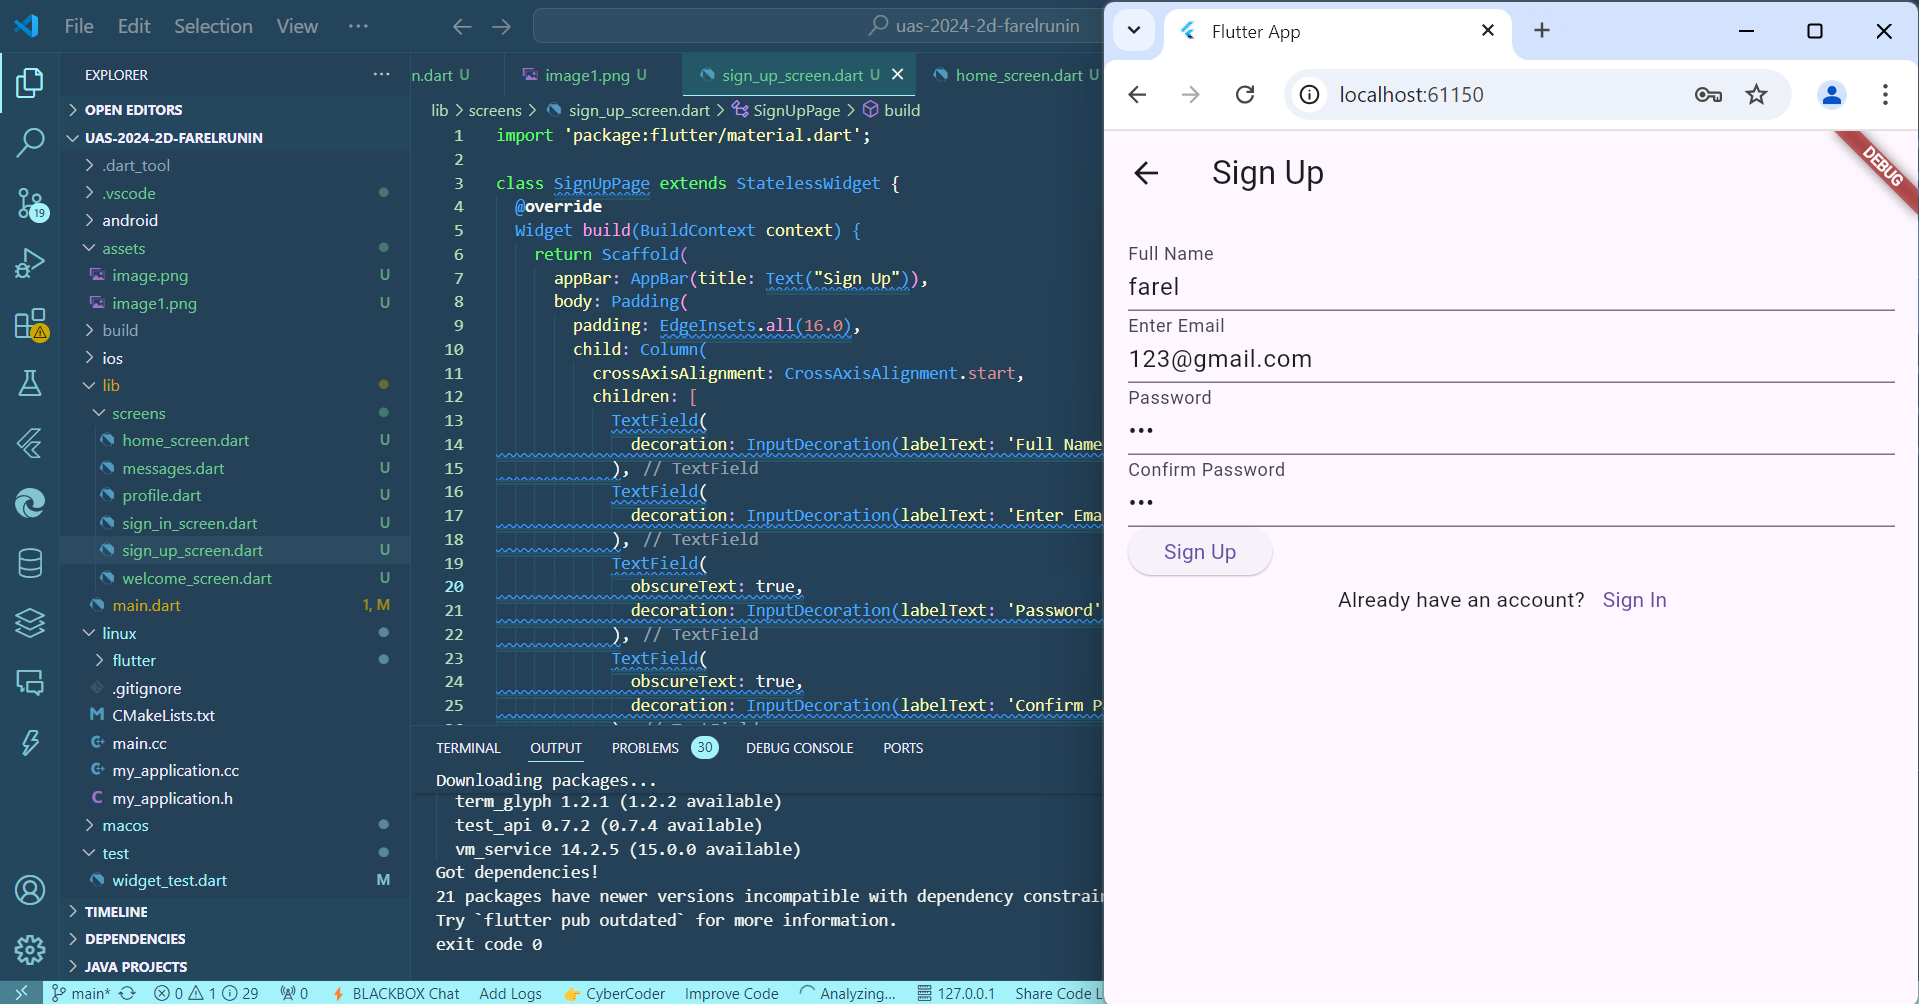 File Edit Selection View ···
uas-2024-2d-farelrunin
EXPLORER ···
OPEN EDITORS
UAS-2024-2D-FARELRUNIN
.dart_tool
.vscode
android
assets
image.png U
image1.png U
build
ios
lib
screens
home_screen.dart U
messages.dart U
profile.dart U
sign_in_screen.dart U
sign_up_screen.dart U
welcome_screen.dart U
main.dart 1, M
linux
flutter
.gitignore
CMakeLists.txt
main.cc
my_application.cc
my_application.h
macos
test
widget_test.dart M
TIMELINE
DEPENDENCIES
JAVA PROJECTS
19
n.dart U image1.png U sign_up_screen.dart U home_screen.dart U
lib > screens > sign_up_screen.dart > SignUpPage > build
1 import 'package:flutter/material.dart';
2
3 class SignUpPage extends StatelessWidget {
4 @override
5 Widget build(BuildContext context) {
6 return Scaffold(
7 appBar: AppBar(title: Text("Sign Up")),
8 body: Padding(
9 padding: EdgeInsets.all(16.0),
10 child: Column(
11 crossAxisAlignment: CrossAxisAlignment.start,
12 children: [
13 TextField(
14 decoration: InputDecoration(labelText: 'Full Name
15 ), // TextField
16 TextField(
17 decoration: InputDecoration(labelText: 'Enter Ema
18 ), // TextField
19 TextField(
20 obscureText: true,
21 decoration: InputDecoration(labelText: 'Password'
22 ), // TextField
23 TextField(
24 obscureText: true,
25 decoration: InputDecoration(labelText: 'Confirm P
TERMINAL OUTPUT PROBLEMS 30 DEBUG CONSOLE PORTS
Downloading packages...
term_glyph 1.2.1 (1.2.2 available)
test_api 0.7.2 (0.7.4 available)
vm_service 14.2.5 (15.0.0 available)
Got dependencies!
21 packages have newer versions incompatible with dependency constrain
Try `flutter pub outdated` for more information.
exit code 0
main* 0 1 29 0 BLACKBOX Chat Add Logs CyberCoder Improve Code Analyzing... 127.0.0.1 Share Code L
Flutter App
localhost:61150
DEBUG
Sign Up
Full Name
farel
Enter Email
123@gmail.com
Password
•••
Confirm Password
•••
Sign Up
Already have an account? Sign In